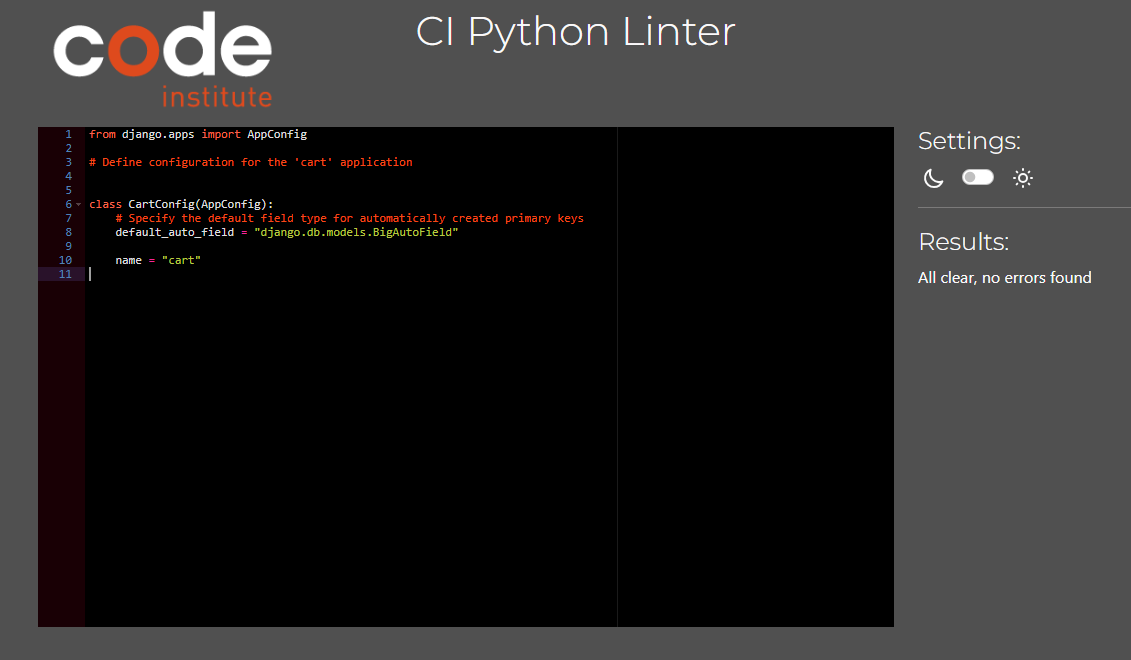 code
institute
CI Python Linter
1 from django.apps import AppConfig
2
3 # Define configuration for the 'cart' application
4
5
6 class CartConfig(AppConfig):
7     # Specify the default field type for automatically created primary keys
8     default_auto_field = "django.db.models.BigAutoField"
9
10     name = "cart"
11
Settings:
Results:
All clear, no errors found